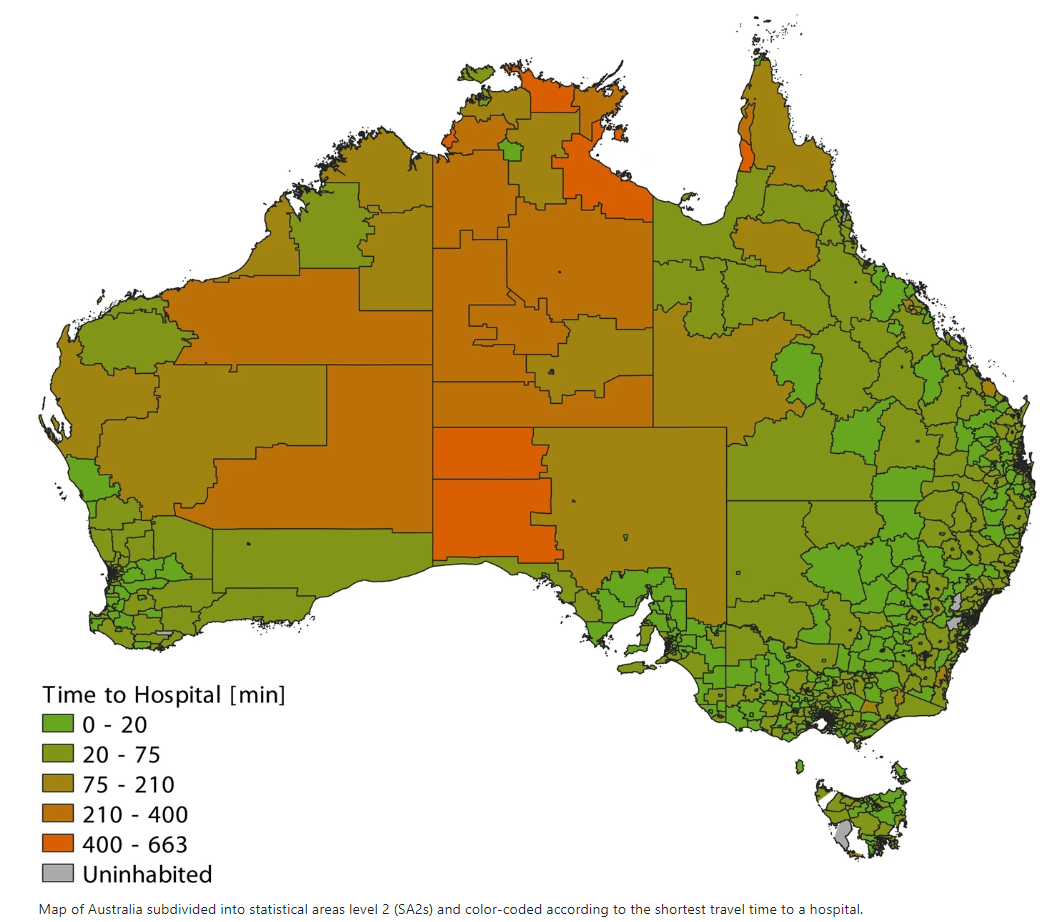 Time to Hospital [min]
0 - 20
20 - 75
75 - 210
210 - 400
400 - 663
Uninhabited
Map of Australia subdivided into statistical areas level 2 (SA2s) and color-coded according to the shortest travel time to a hospital.